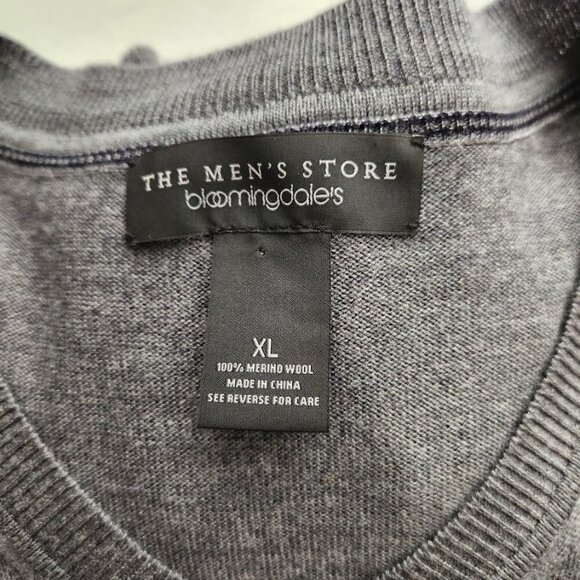 THE MEN'S STORE
bloomingdale's
XL
100% MERINO WOOL
MADE IN CHINA
SEE REVERSE FOR CARE